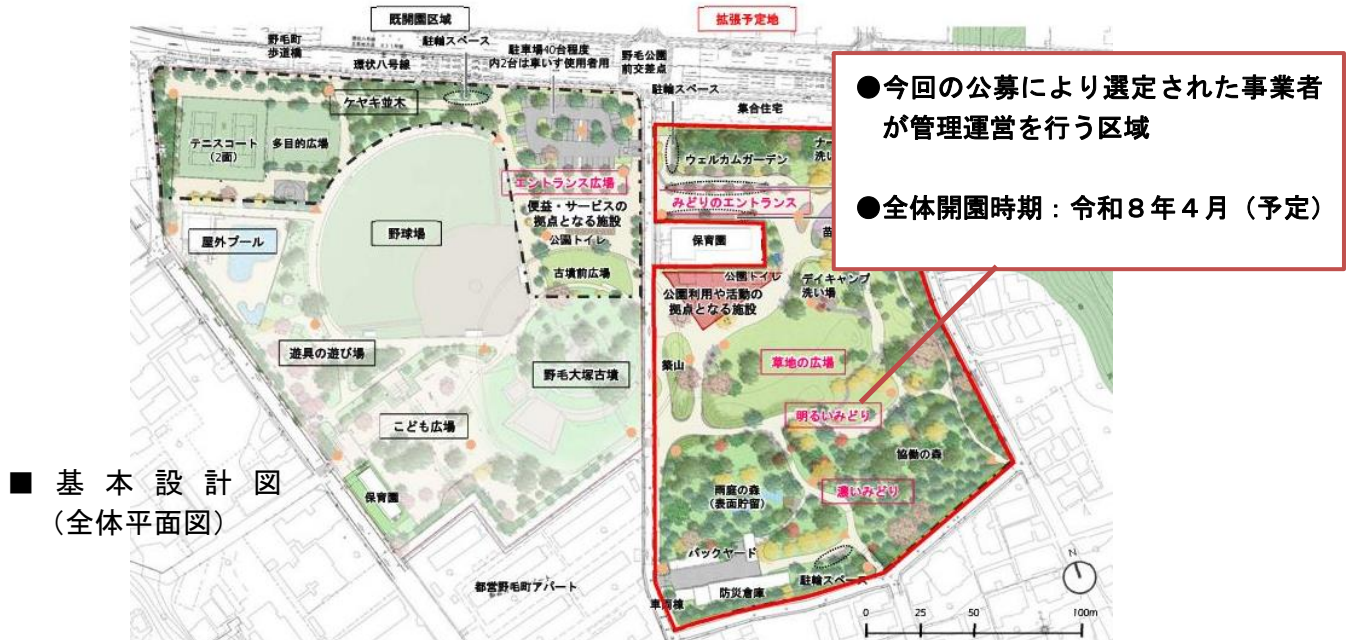 既開園区域
拡張予定地
野毛町
歩道橋
環状八号線
駐輪スペース
駐車場40台程度
内2台は車いす使用者用
野毛公園
前交差点
駐輪スペース
集合住宅
●今回の公募により選定された事業者
が管理運営を行う区域
●全体開園時期：令和８年４月（予定）
ケヤキ並木
テニスコート
(2面)
多目的広場
エントランス広場
便益・サービスの
拠点となる施設
公園トイレ
古墳前広場
屋外プール
野球場
ウェルカムガーデン
みどりのエントランス
保育園
公園トイレ
公園利用や活動の
拠点となる施設
デイキャンプ
洗い場
遊具の遊び場
野毛大塚古墳
築山
草地の広場
明るいみどり
こども広場
協働の森
保育園
雨庭の森
(表面貯留)
濃いみどり
バックヤード
駐輪スペース
都営野毛町アパート
防災倉庫
■基本設計図
（全体平面図）
N
0 25 50 100m